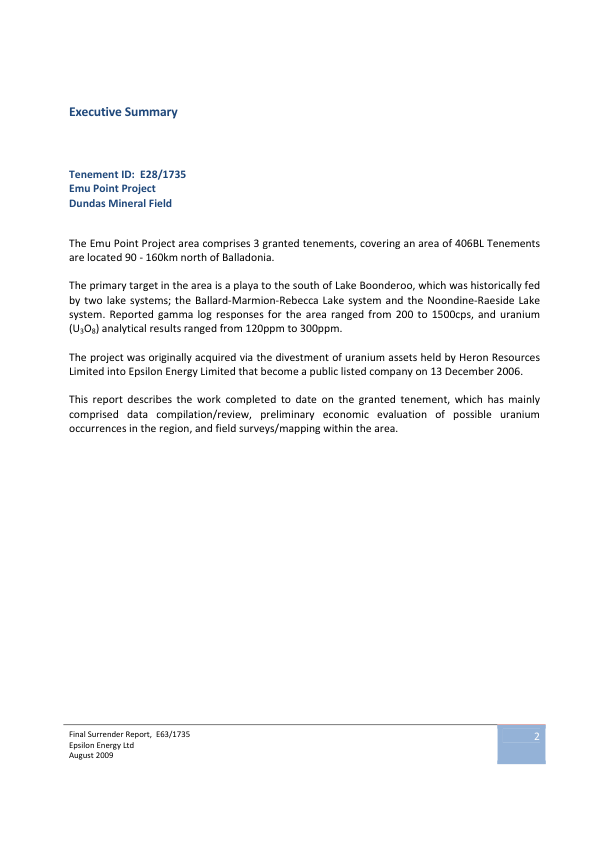 Executive Summary
Tenement ID:  E28/1735
Emu Point Project
Dundas Mineral Field
The Emu Point Project area comprises 3 granted tenements, covering an area of 406BL Tenements
are located 90 - 160km north of Balladonia.
The primary target in the area is a playa to the south of Lake Boonderoo, which was historically fed
by two lake systems; the Ballard-Marmion-Rebecca Lake system and the Noondine-Raeside Lake
system. Reported gamma log responses for the area ranged from 200 to 1500cps, and uranium
(U₃O₈) analytical results ranged from 120ppm to 300ppm.
The project was originally acquired via the divestment of uranium assets held by Heron Resources
Limited into Epsilon Energy Limited that become a public listed company on 13 December 2006.
This report describes the work completed to date on the granted tenement, which has mainly
comprised data compilation/review, preliminary economic evaluation of possible uranium
occurrences in the region, and field surveys/mapping within the area.
Final Surrender Report,  E63/1735
Epsilon Energy Ltd
August 2009
2